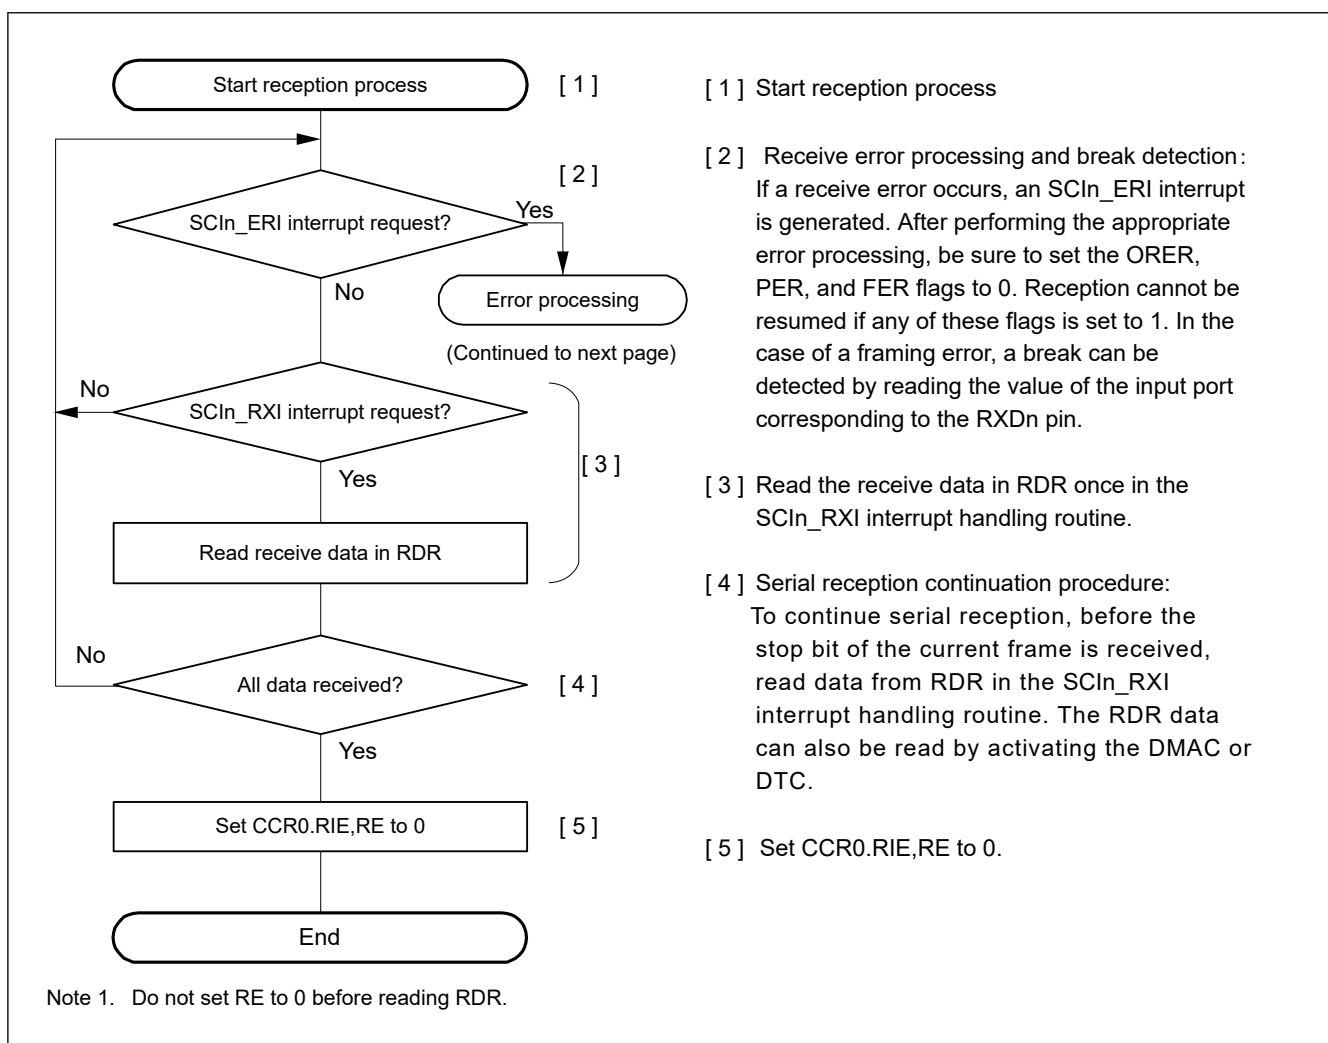 Start reception process
[ 1 ]
[ 2 ]
SCIn_ERI interrupt request?
Yes
No
Error processing
(Continued to next page)
No
SCIn_RXI interrupt request?
[ 3 ]
Yes
Read receive data in RDR
No
All data received?
[ 4 ]
Yes
Set CCR0.RIE,RE to 0
[ 5 ]
End
Note 1. Do not set RE to 0 before reading RDR.
[ 1 ] Start reception process
[ 2 ] Receive error processing and break detection:
If a receive error occurs, an SCIn_ERI interrupt
is generated. After performing the appropriate
error processing, be sure to set the ORER,
PER, and FER flags to 0. Reception cannot be
resumed if any of these flags is set to 1. In the
case of a framing error, a break can be
detected by reading the value of the input port
corresponding to the RXDn pin.
[ 3 ] Read the receive data in RDR once in the
SCIn_RXI interrupt handling routine.
[ 4 ] Serial reception continuation procedure:
To continue serial reception, before the
stop bit of the current frame is received,
read data from RDR in the SCIn_RXI
interrupt handling routine. The RDR data
can also be read by activating the DMAC or
DTC.
[ 5 ] Set CCR0.RIE,RE to 0.